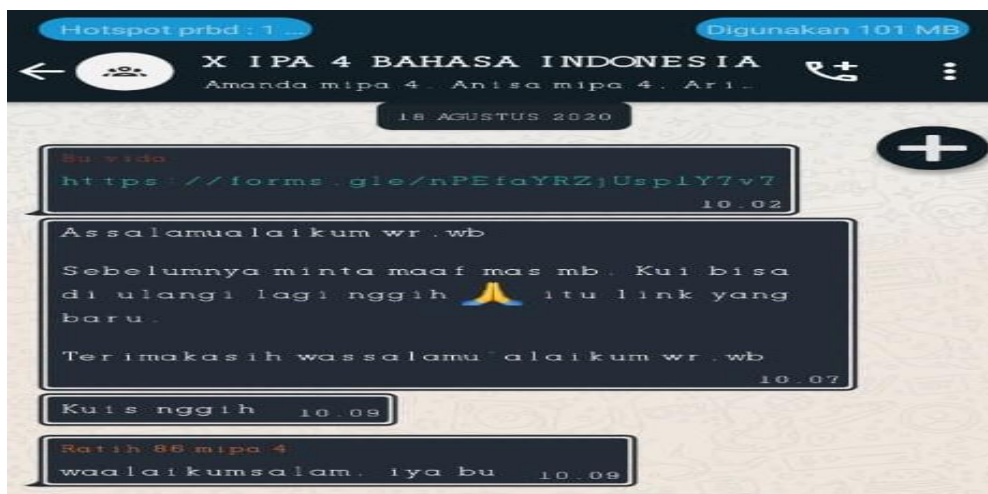 Hotspot prbd : 1 ...
Digunakan 101 MB
X IPA 4 BAHASA INDONESIA
Amanda mipa 4, Anisa mipa 4, Ari…
18 AGUSTUS 2020
Bu vida
https://forms.gle/nPEfaYRZjUsp1Y7v7
10.02
Assalamualaikum wr.wb
Sebelumnya minta maaf mas mb. Kui bisa
di ulangi lagi nggih 🙏 itu link yang
baru.
Terimakasih wassalamu'alaikum wr.wb
10.07
Kuis nggih 10.09
Ratih 86 mipa 4
waalaikumsalam, iya bu 10.09